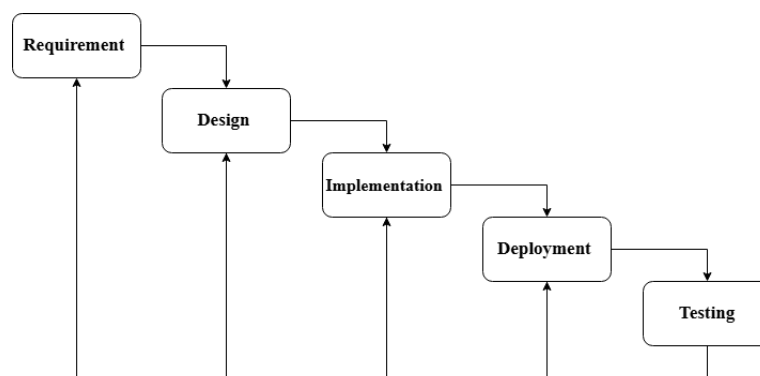 Requirement
Design
Implementation
Deployment
Testing